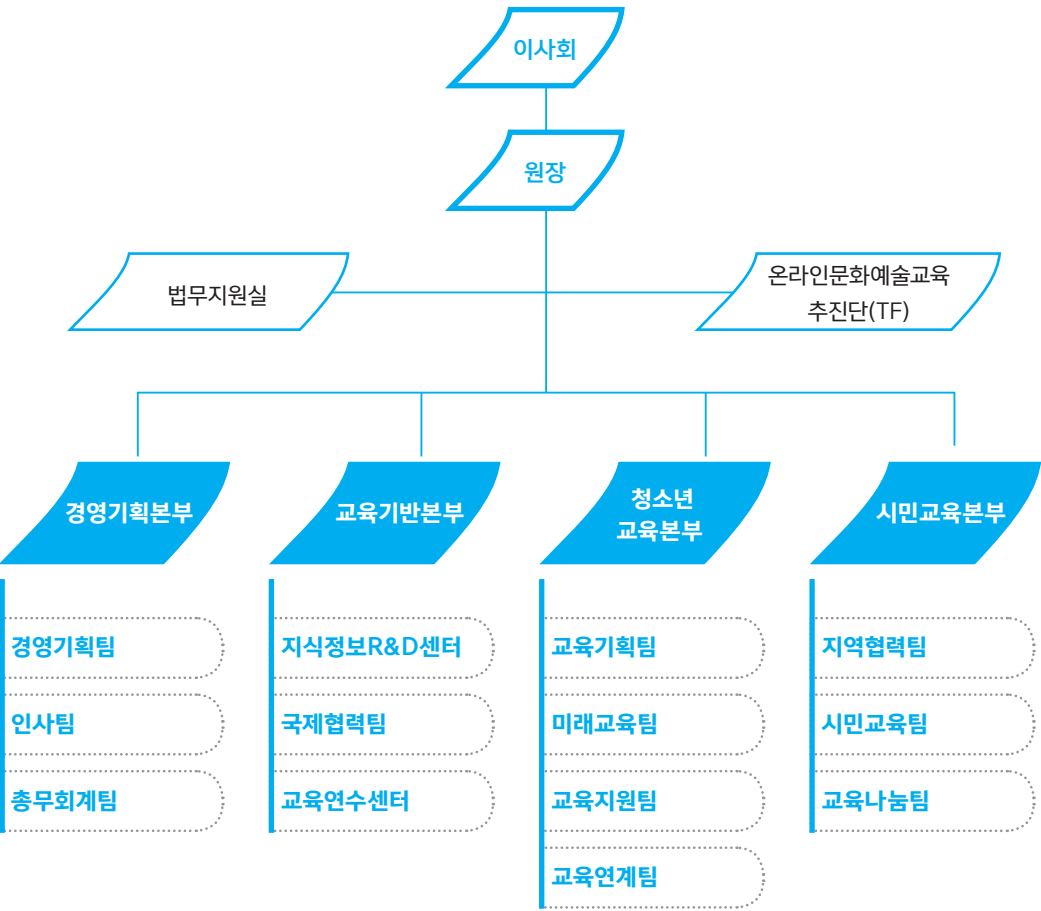 이사회
원장
법무지원실
온라인문화예술교육
추진단(TF)
경영기획본부
교육기반본부
청소년
교육본부
시민교육본부
경영기획팀
인사팀
총무회계팀
지식정보R&D센터
국제협력팀
교육연수센터
교육기획팀
미래교육팀
교육지원팀
교육연계팀
지역협력팀
시민교육팀
교육나눔팀